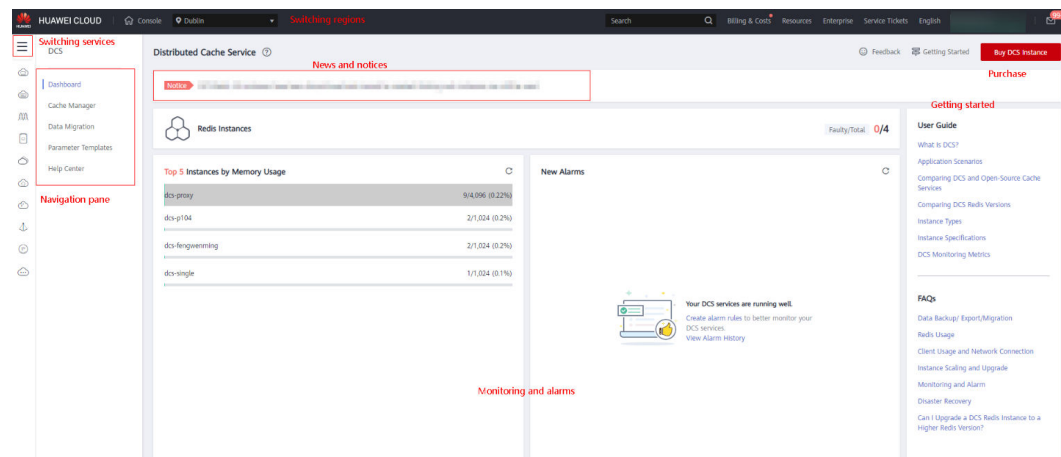 HUAWEI CLOUD Console Dublin Switching regions Search Billing & Costs Resources Enterprise Service Tickets English 99
HUAWEI
Switching services
DCS
Distributed Cache Service
Feedback Getting Started Buy DCS Instance
News and notices
Purchase
Notice
Dashboard
Cache Manager
Data Migration
Parameter Templates
Help Center
Navigation pane
Getting started
Redis Instances
Faulty/Total 0/4
Top 5 Instances by Memory Usage
dcs-proxy 9/4,096 (0.22%)
dcs-p104 2/1,024 (0.2%)
dcs-fengwenming 2/1,024 (0.2%)
dcs-single 1/1,024 (0.1%)
New Alarms
Your DCS services are running well.
Create alarm rules to better monitor your
DCS services.
View Alarm History
Monitoring and alarms
User Guide
What Is DCS?
Application Scenarios
Comparing DCS and Open-Source Cache
Services
Comparing DCS Redis Versions
Instance Types
Instance Specifications
DCS Monitoring Metrics
FAQs
Data Backup/ Export/Migration
Redis Usage
Client Usage and Network Connection
Instance Scaling and Upgrade
Monitoring and Alarm
Disaster Recovery
Can I Upgrade a DCS Redis Instance to a
Higher Redis Version?